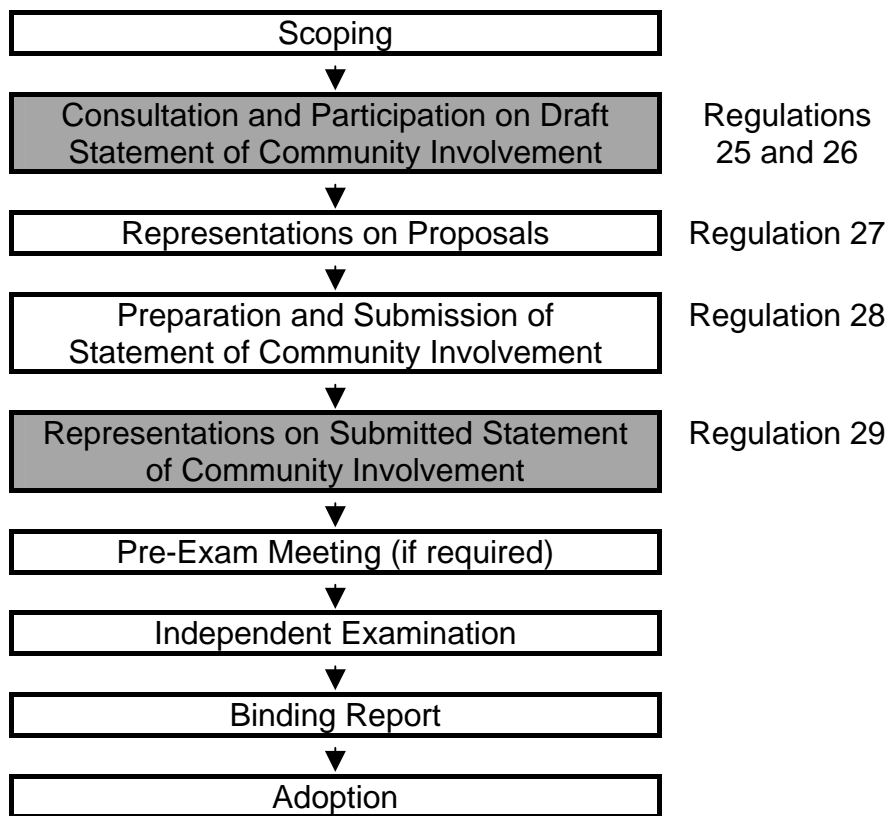 Scoping
Consultation and Participation on Draft
Statement of Community Involvement
Regulations
25 and 26
Representations on Proposals
Regulation 27
Preparation and Submission of
Statement of Community Involvement
Regulation 28
Representations on Submitted Statement
of Community Involvement
Regulation 29
Pre-Exam Meeting (if required)
Independent Examination
Binding Report
Adoption